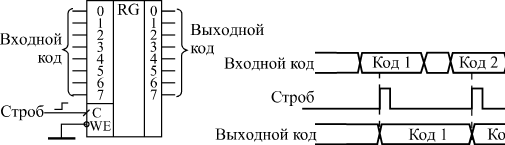 RG
Входной код
0
1
2
3
4
5
6
7
0
1
2
3
4
5
6
7
Выходной код
Строб
C
WE
Входной код
Код 1
Код 2
Строб
Выходной код
Код 1
Ко